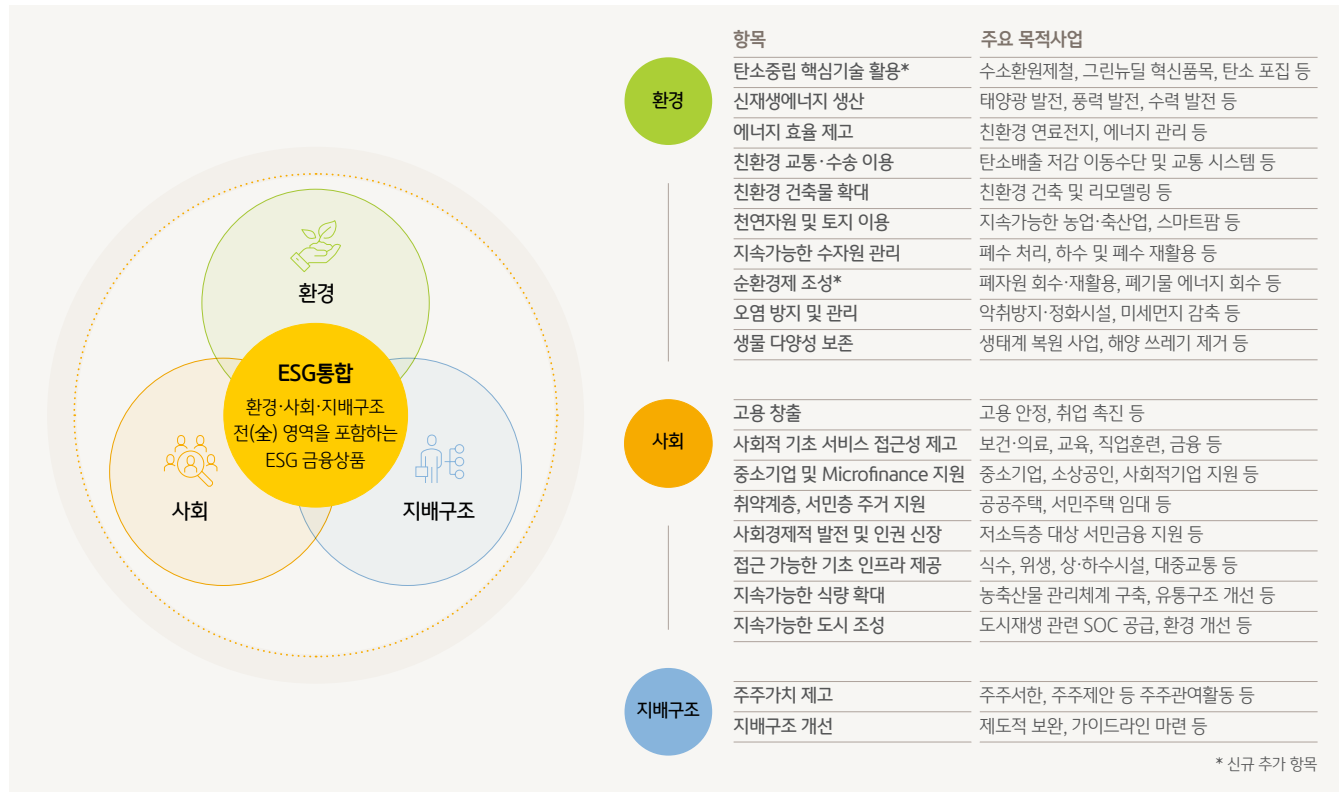 환경
ESG통합
환경·사회·지배구조
전(全) 영역을 포함하는
ESG 금융상품
사회
지배구조
항목 주요 목적사업
환경
탄소중립 핵심기술 활용* 수소환원제철, 그린뉴딜 혁신품목, 탄소 포집 등
신재생에너지 생산 태양광 발전, 풍력 발전, 수력 발전 등
에너지 효율 제고 친환경 연료전지, 에너지 관리 등
친환경 교통·수송 이용 탄소배출 저감 이동수단 및 교통 시스템 등
친환경 건축물 확대 친환경 건축 및 리모델링 등
천연자원 및 토지 이용 지속가능한 농업·축산업, 스마트팜 등
지속가능한 수자원 관리 폐수 처리, 하수 및 폐수 재활용 등
순환경제 조성* 폐자원 회수·재활용, 폐기물 에너지 회수 등
오염 방지 및 관리 악취방지·정화시설, 미세먼지 감축 등
생물 다양성 보존 생태계 복원 사업, 해양 쓰레기 제거 등
사회
고용 창출 고용 안정, 취업 촉진 등
사회적 기초 서비스 접근성 제고 보건·의료, 교육, 직업훈련, 금융 등
중소기업 및 Microfinance 지원 중소기업, 소상공인, 사회적기업 지원 등
취약계층, 서민층 주거 지원 공공주택, 서민주택 임대 등
사회경제적 발전 및 인권 신장 저소득층 대상 서민금융 지원 등
접근 가능한 기초 인프라 제공 식수, 위생, 상·하수시설, 대중교통 등
지속가능한 식량 확대 농축산물 관리체계 구축, 유통구조 개선 등
지속가능한 도시 조성 도시재생 관련 SOC 공급, 환경 개선 등
지배구조
주주가치 제고 주주서한, 주주제안 등 주주관여활동 등
지배구조 개선 제도적 보완, 가이드라인 마련 등
* 신규 추가 항목